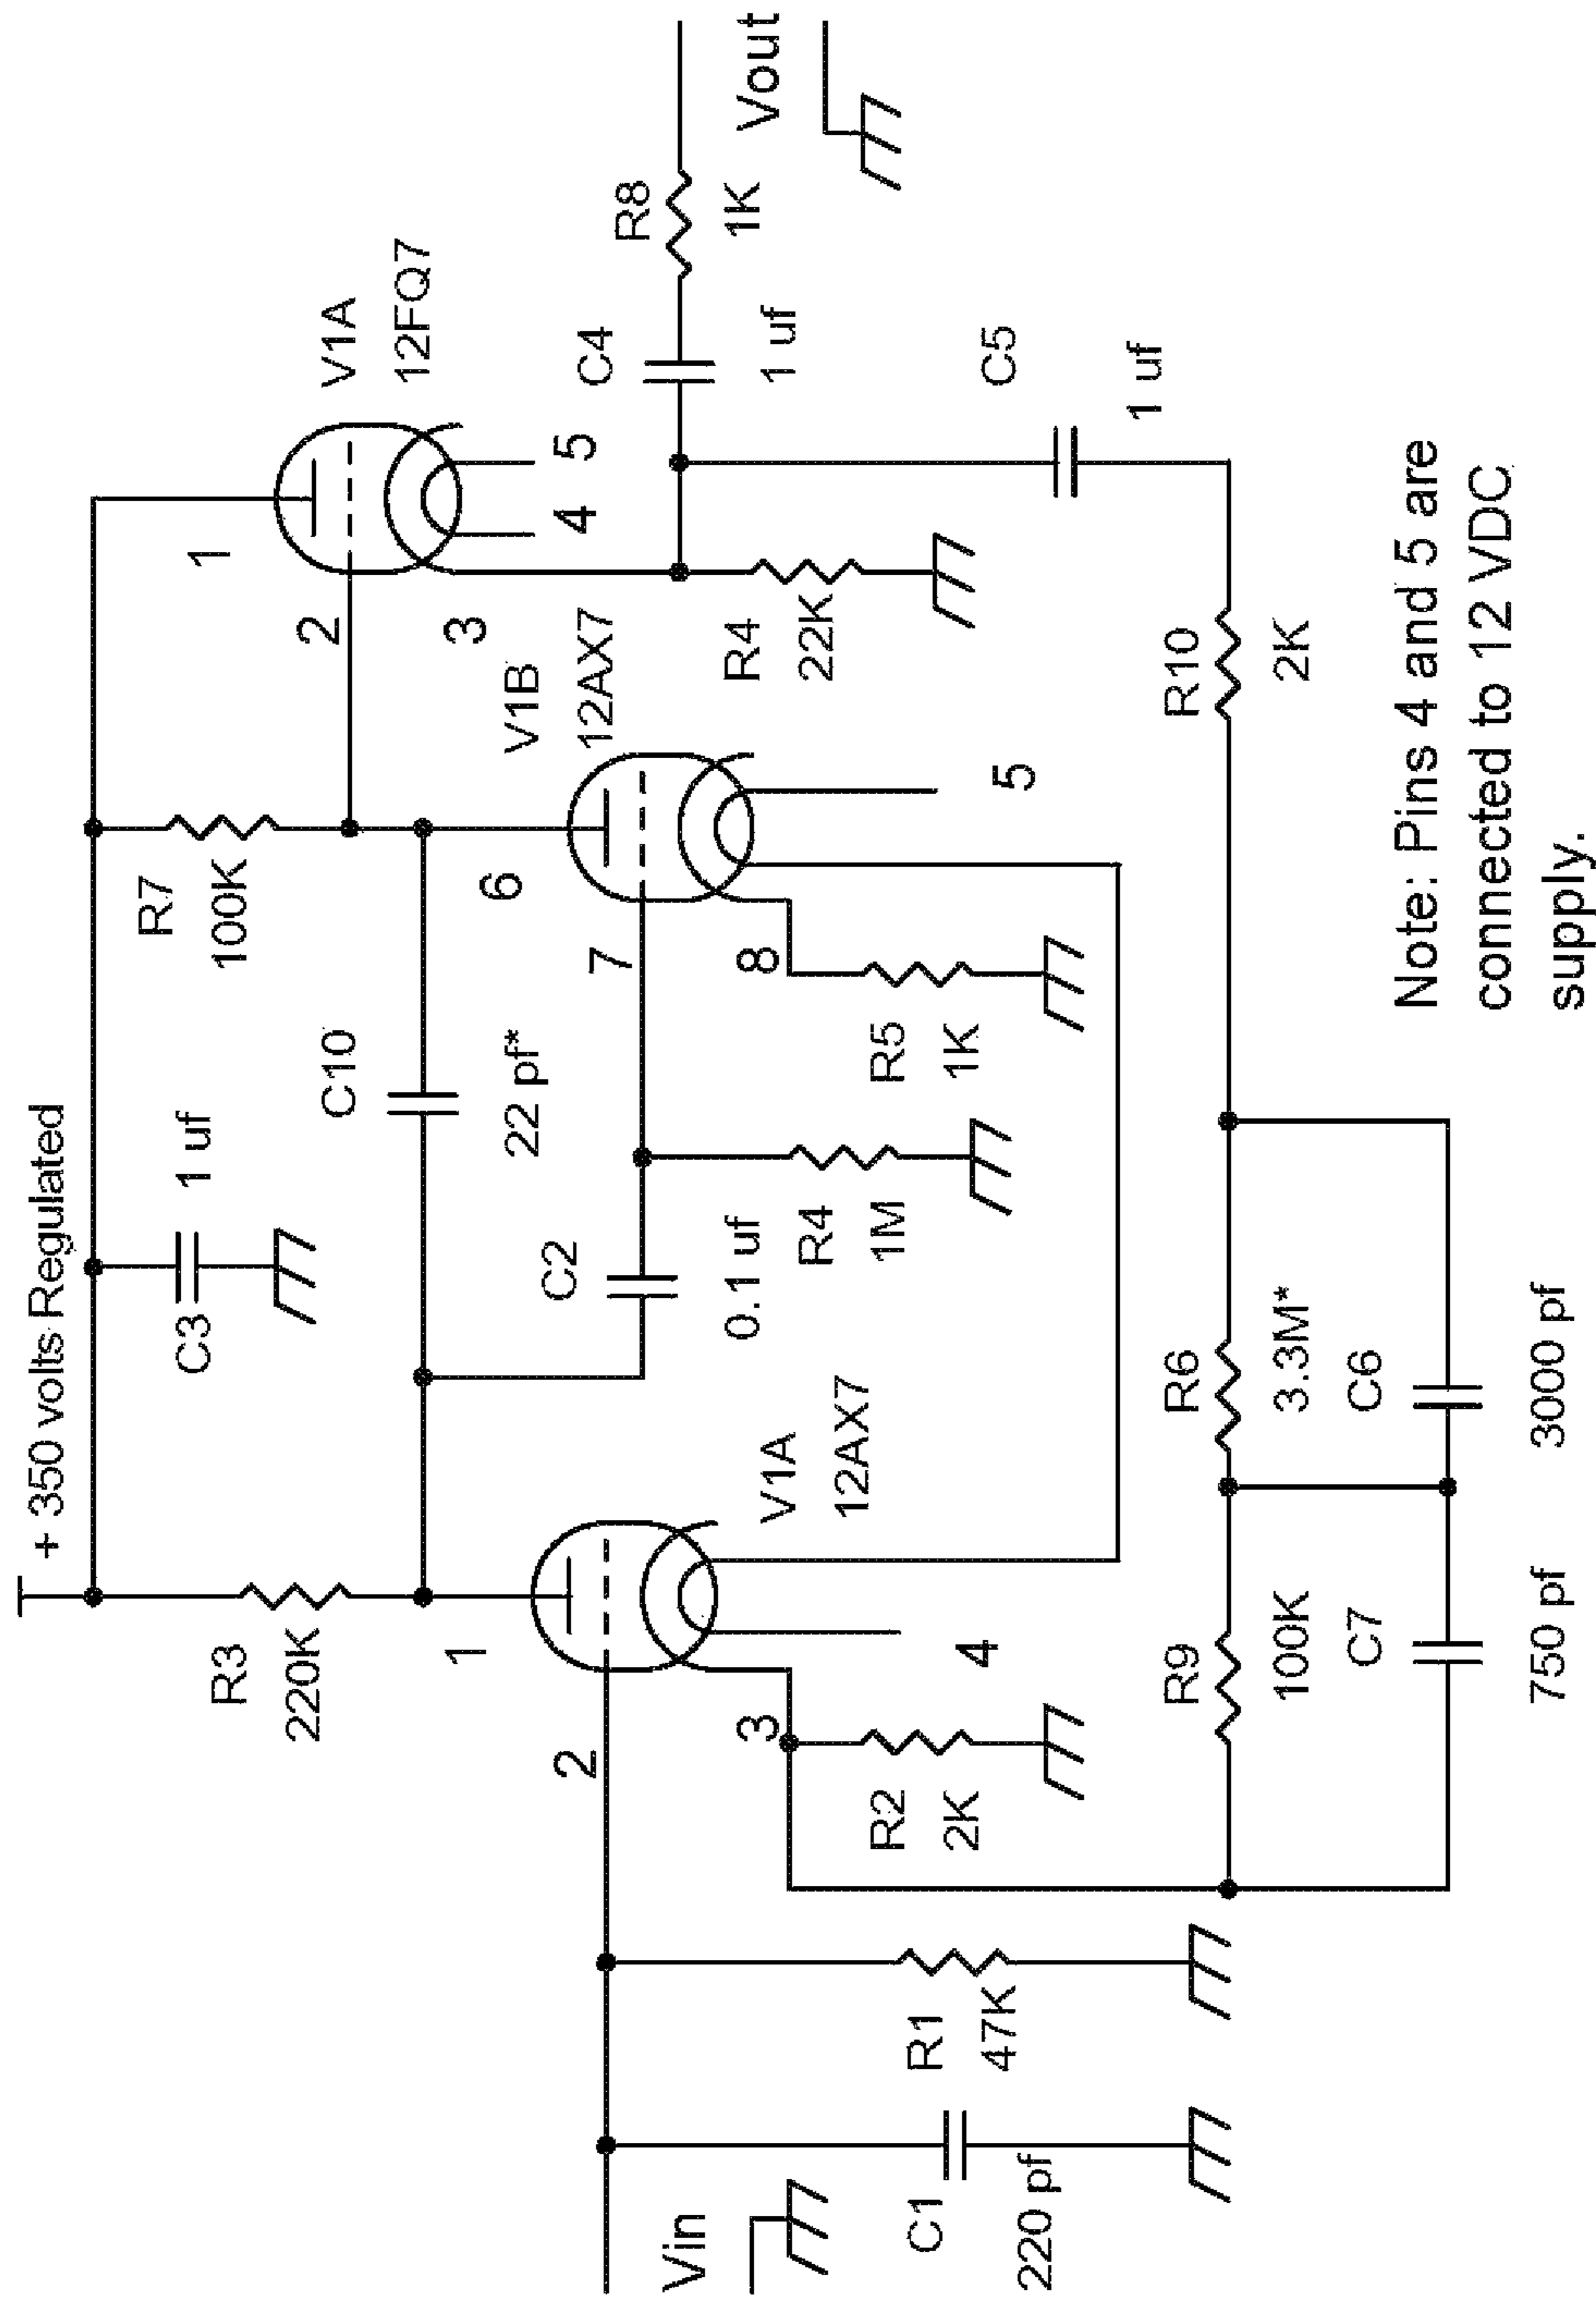 + 350 volts Regulated
R3
220K
C3
1 uf
R7
100K
C10
22 pf*
1
2
3
4
V1A
12AX7
C2
0.1 uf
R4
1M
6
7
8
5
V1B
12AX7
R5
1K
1
2
3
4
5
V1A
12FQ7
R4
22K
C4
1 uf
R8
1K
Vout
C5
1 uf
Vin
C1
220 pf
R1
47K
R2
2K
R9
100K
C7
750 pf
R6
3.3M*
C6
3000 pf
R10
2K
Note: Pins 4 and 5 are
connected to 12 VDC
supply.